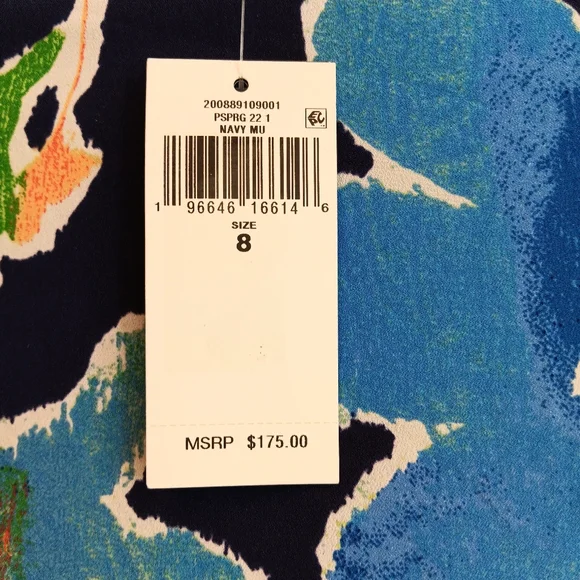 200889109001
PSPRG 22 1
NAVY MU
1 96646 16614 6
SIZE
8
MSRP $175.00